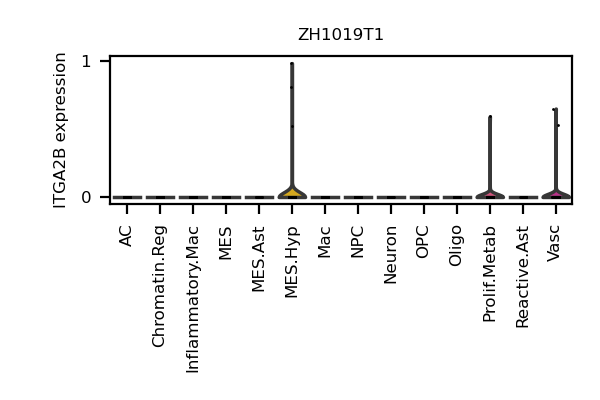 ZH1019T1
ITGA2B expression
1
0
AC
Chromatin.Reg
Inflammatory.Mac
MES
MES.Ast
MES.Hyp
Mac
NPC
Neuron
OPC
Oligo
Prolif.Metab
Reactive.Ast
Vasc